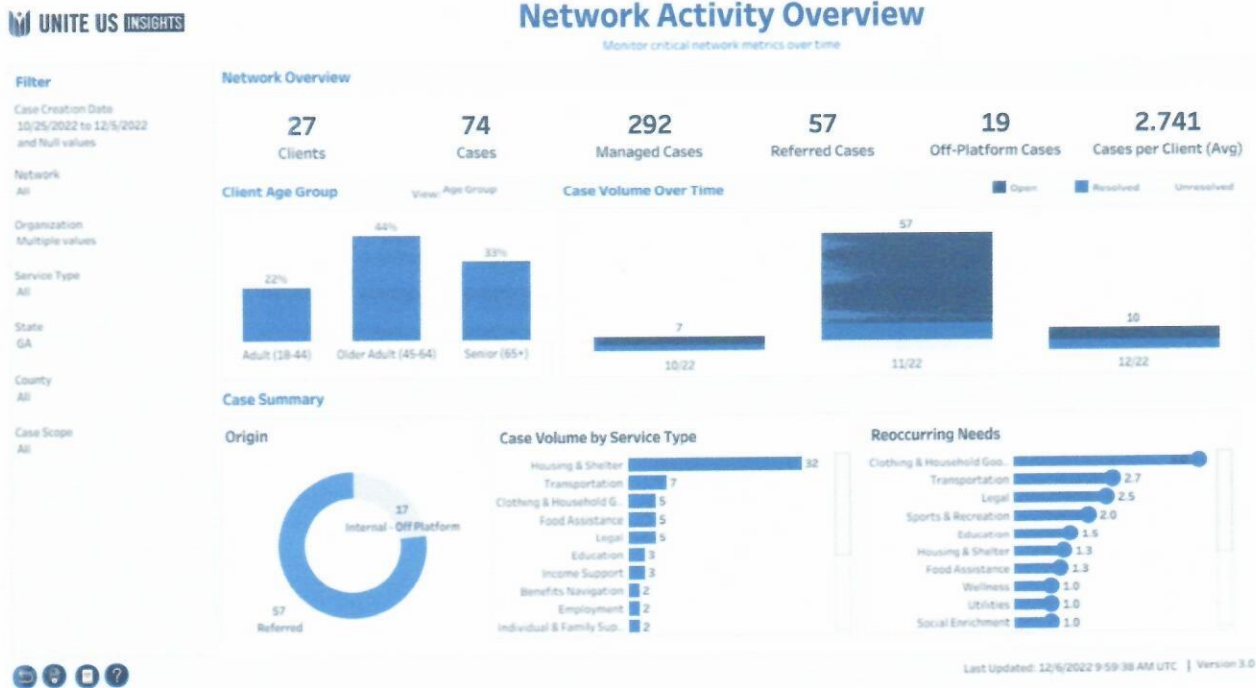 UNITE US INSIGHTS
Network Activity Overview
Monitor critical network metrics over time
Filter
Case Creation Date
10/25/2022 to 12/5/2022
and Null values
Network
All
Organization
Multiple values
Service Type
All
State
GA
County
All
Case Scope
All
Network Overview
27
Clients
74
Cases
292
Managed Cases
57
Referred Cases
19
Off-Platform Cases
2.741
Cases per Client (Avg)
Client Age Group
View: Age Group
22%
44%
33%
Adult (18-44)
Older Adult (45-64)
Senior (65+)
Case Volume Over Time
Open
Resolved
Unresolved
7
57
10
10/22
11/22
12/22
Case Summary
Origin
17
Internal - Off Platform
57
Referred
Case Volume by Service Type
Housing & Shelter 32
Transportation 7
Clothing & Household G.. 5
Food Assistance 5
Legal 5
Education 3
Income Support 3
Benefits Navigation 2
Employment 2
Individual & Family Sup.. 2
Reoccurring Needs
Clothing & Household Goo..
Transportation 2.7
Legal 2.5
Sports & Recreation 2.0
Education 1.5
Housing & Shelter 1.3
Food Assistance 1.3
Wellness 1.0
Utilities 1.0
Social Enrichment 1.0
?
Last Updated: 12/6/2022 9:59:38 AM UTC | Version 3.0